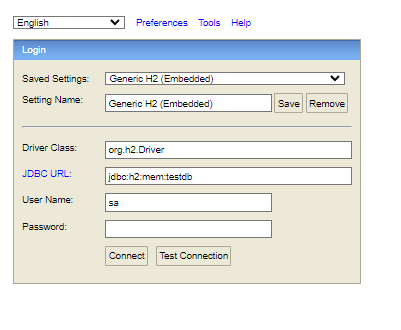 English Preferences Tools Help
Login
Saved Settings: Generic H2 (Embedded)
Setting Name: Generic H2 (Embedded) Save Remove
Driver Class: org.h2.Driver
JDBC URL: jdbc:h2:mem:testdb
User Name: sa
Password:
Connect Test Connection